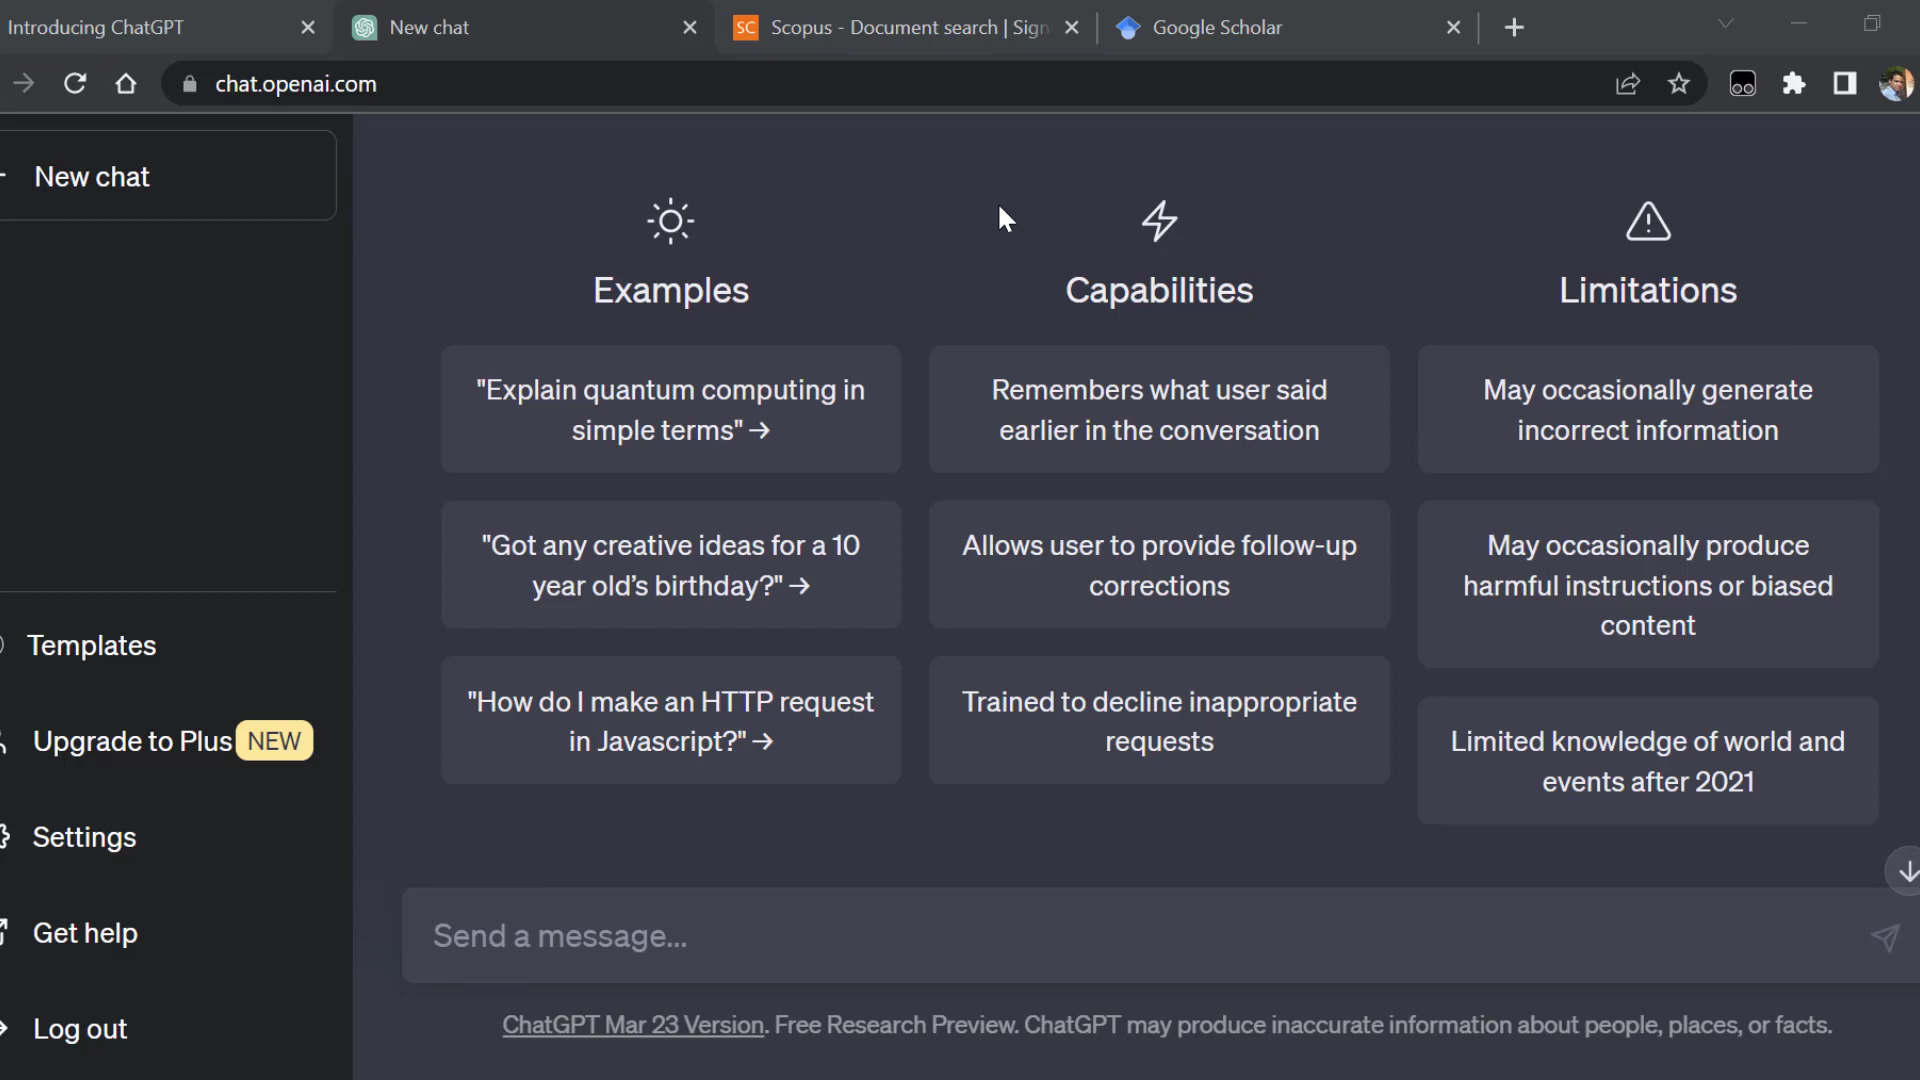 Introducing ChatGPT
New chat
SC Scopus - Document search | Sign
Google Scholar
chat.openai.com
New chat
Templates
Upgrade to Plus NEW
Settings
Get help
Log out
Examples
"Explain quantum computing in
simple terms" →
"Got any creative ideas for a 10
year old’s birthday?" →
"How do I make an HTTP request
in Javascript?" →
Capabilities
Remembers what user said
earlier in the conversation
Allows user to provide follow-up
corrections
Trained to decline inappropriate
requests
Limitations
May occasionally generate
incorrect information
May occasionally produce
harmful instructions or biased
content
Limited knowledge of world and
events after 2021
Send a message...
ChatGPT Mar 23 Version. Free Research Preview. ChatGPT may produce inaccurate information about people, places, or facts.